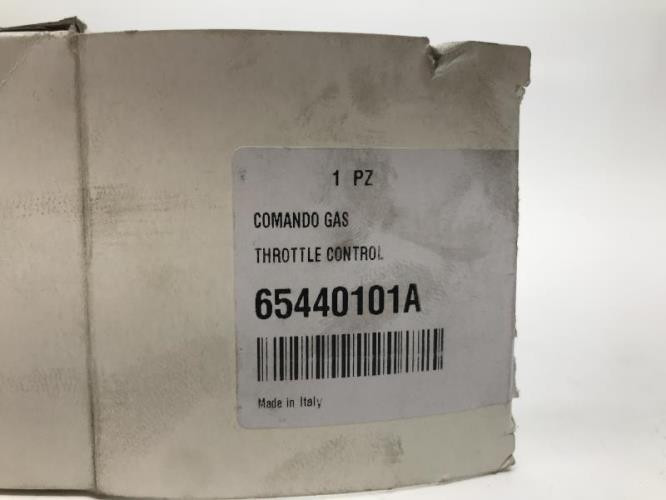 1 PZ
COMANDO GAS
THROTTLE CONTROL
65440101A
Made in Italy